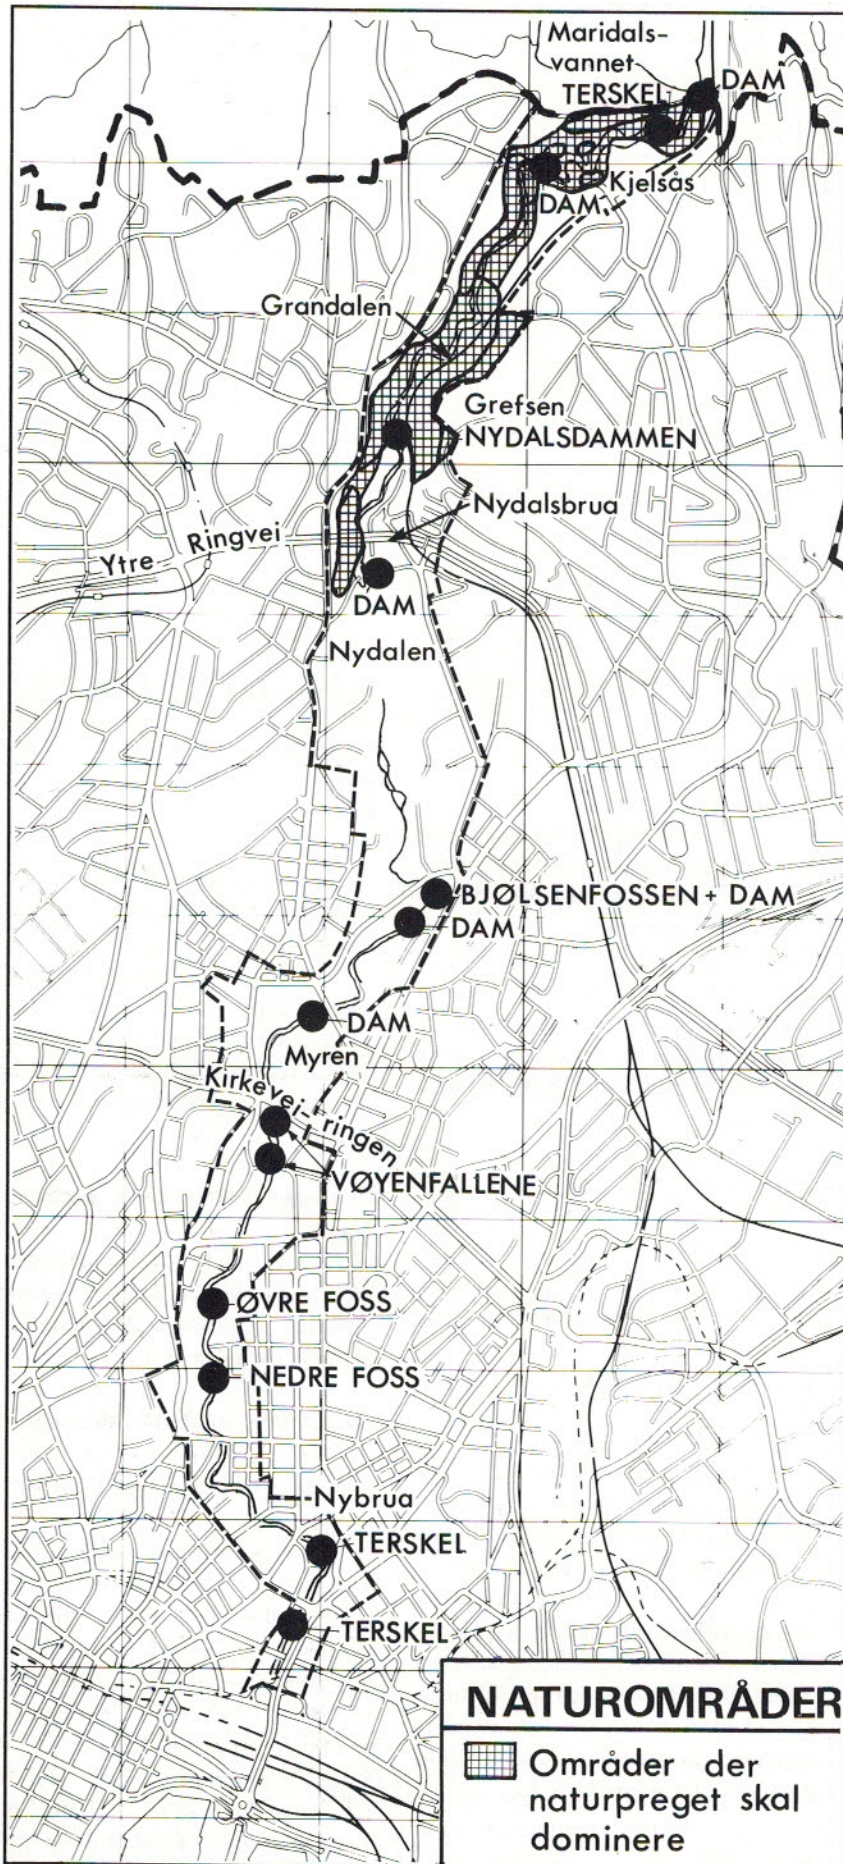 Maridals-
vannet
TERSKEL
DAM
Kjelsås
DAM
Grandalen
Grefsen
NYDALSDAMMEN
Nydalsbrua
Ytre Ringvei
DAM
Nydalen
BJØLSENFOSSEN + DAM
DAM
DAM
Myren
Kirkevei-ringen
VØYENFALLENE
ØVRE FOSS
NEDRE FOSS
Nybrua
TERSKEL
TERSKEL
NATUROMRÅDER
Områder der
naturpreget skal
dominere